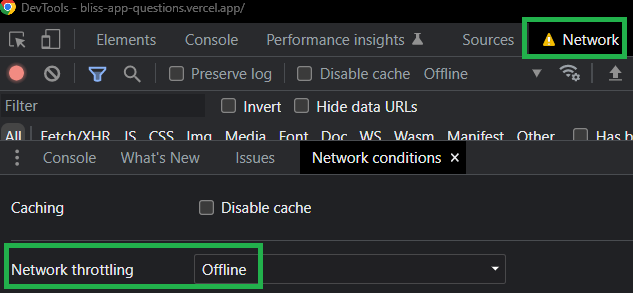 DevTools - bliss-app-questions.vercel.app/
Elements Console Performance insights Sources Network
Preserve log Disable cache Offline
Filter Invert Hide data URLs
All Fetch/XHR JS CSS Img Media Font Doc WS Wasm Manifest Other Has b
Console What's New Issues Network conditions ×
Caching Disable cache
Network throttling Offline